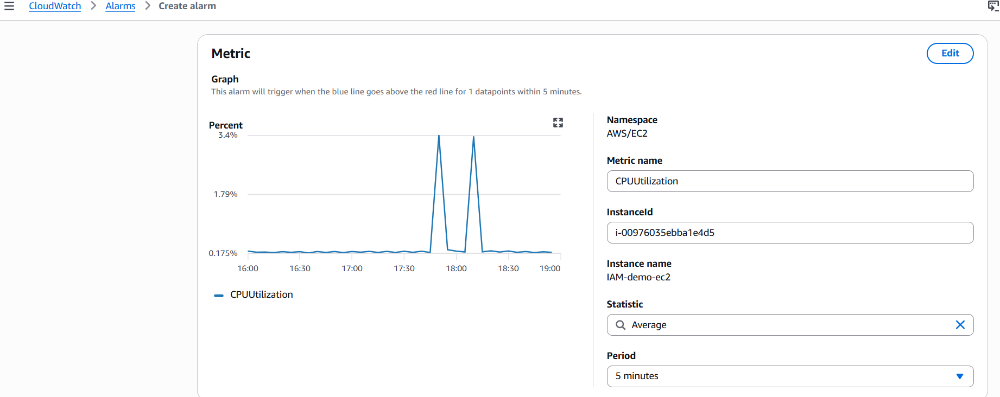 CloudWatch > Alarms > Create alarm
Metric
Edit
Graph
This alarm will trigger when the blue line goes above the red line for 1 datapoints within 5 minutes.
Percent
3.4%
1.79%
0.175%
16:00 16:30 17:00 17:30 18:00 18:30 19:00
CPUUtilization
Namespace
AWS/EC2
Metric name
CPUUtilization
InstanceId
i-00976035ebba1e4d5
Instance name
IAM-demo-ec2
Statistic
Average
Period
5 minutes